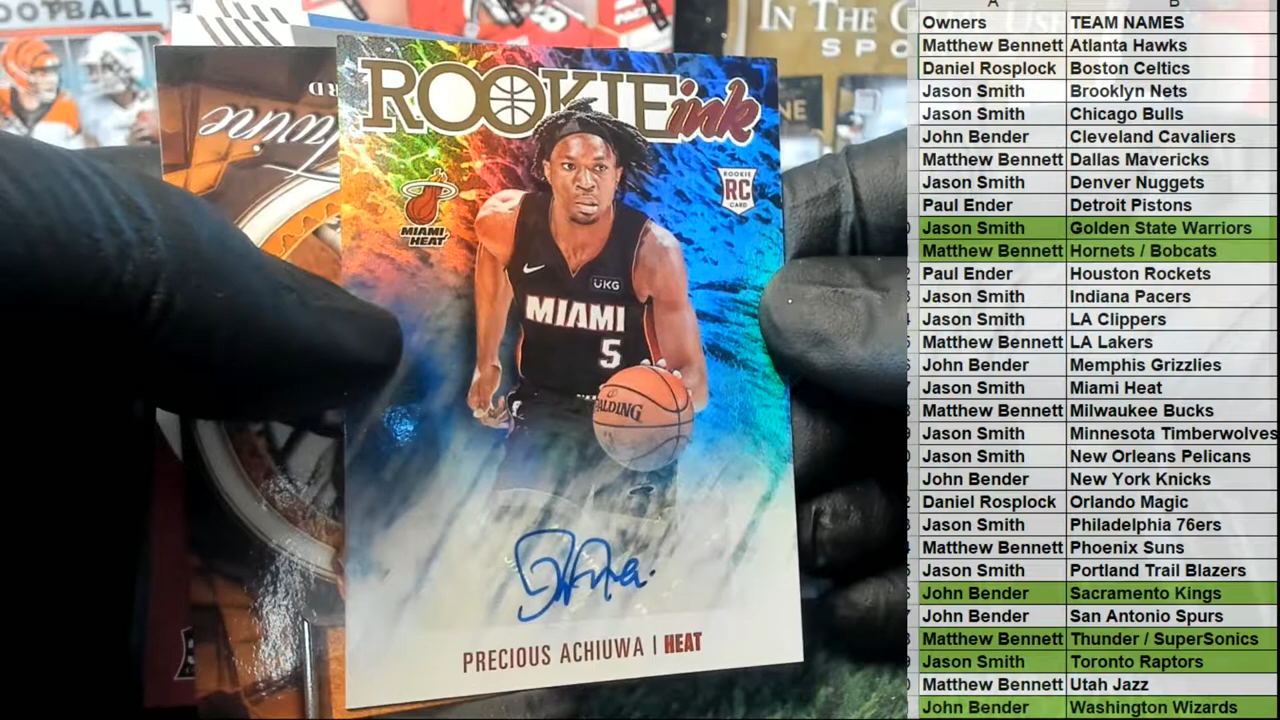 FOOTBALL
IN THE G
SPO
ROOKIE ink
ROOKIE
RC
CARD
MIAMI
HEAT
UKG
MIAMI
5
SPALDING
PRECIOUS ACHIUWA | HEAT
A B
Owners TEAM NAMES
Matthew Bennett Atlanta Hawks
Daniel Rosplock Boston Celtics
Jason Smith Brooklyn Nets
Jason Smith Chicago Bulls
John Bender Cleveland Cavaliers
Matthew Bennett Dallas Mavericks
Jason Smith Denver Nuggets
Paul Ender Detroit Pistons
Jason Smith Golden State Warriors
Matthew Bennett Hornets / Bobcats
Paul Ender Houston Rockets
Jason Smith Indiana Pacers
Jason Smith LA Clippers
Matthew Bennett LA Lakers
John Bender Memphis Grizzlies
Jason Smith Miami Heat
Matthew Bennett Milwaukee Bucks
Jason Smith Minnesota Timberwolves
Jason Smith New Orleans Pelicans
John Bender New York Knicks
Daniel Rosplock Orlando Magic
Jason Smith Philadelphia 76ers
Matthew Bennett Phoenix Suns
Jason Smith Portland Trail Blazers
John Bender Sacramento Kings
John Bender San Antonio Spurs
Matthew Bennett Thunder / SuperSonics
Jason Smith Toronto Raptors
Matthew Bennett Utah Jazz
John Bender Washington Wizards